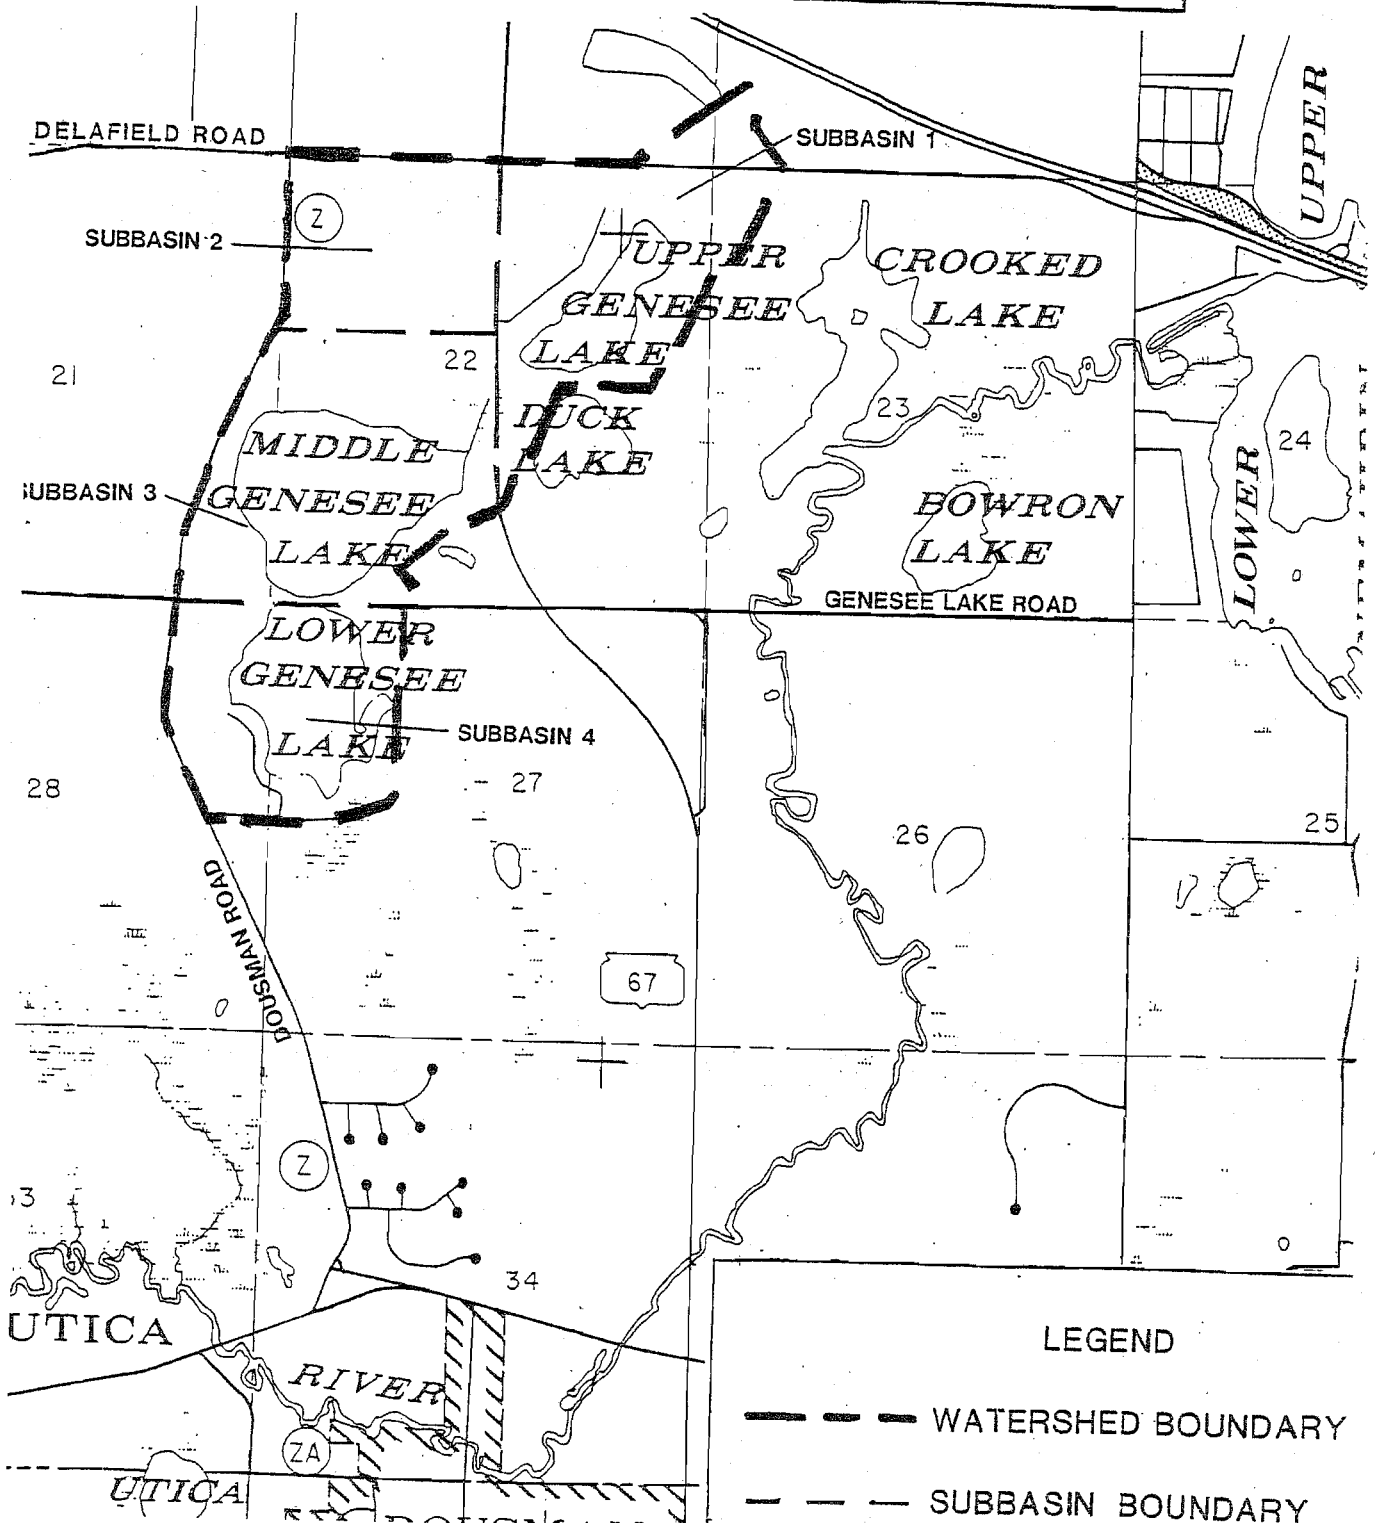 DELAFIELD ROAD
SUBBASIN 1
UPPER
Z
SUBBASIN 2
UPPER
GENESEE
LAKE
CROOKED
LAKE
21
22
23
24
DUCK
LAKE
MIDDLE
GENESEE
LAKE
SUBBASIN 3
BOWRON
LAKE
LOWER
GENESEE LAKE ROAD
LOWER
GENESEE
LAKE
SUBBASIN 4
28
27
26
25
DOUSMAN ROAD
67
Z
34
UTICA
RIVER
ZA
UTICA
DOUSMAN
LEGEND
WATERSHED BOUNDARY
SUBBASIN BOUNDARY